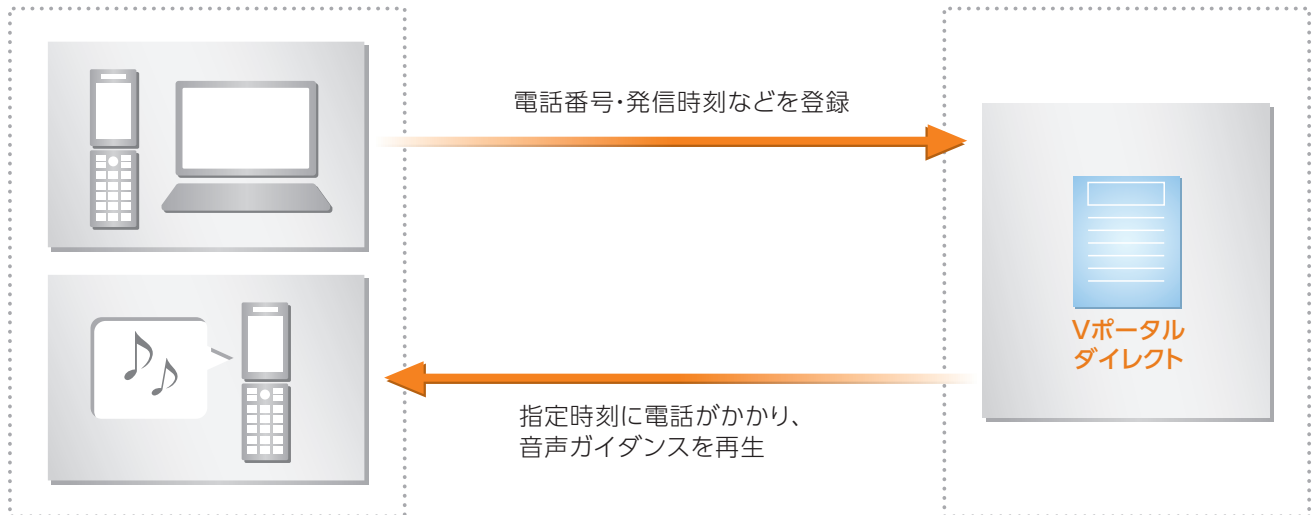 電話番号・発信時刻などを登録
Vポータル
ダイレクト
指定時刻に電話がかかり、
音声ガイダンスを再生